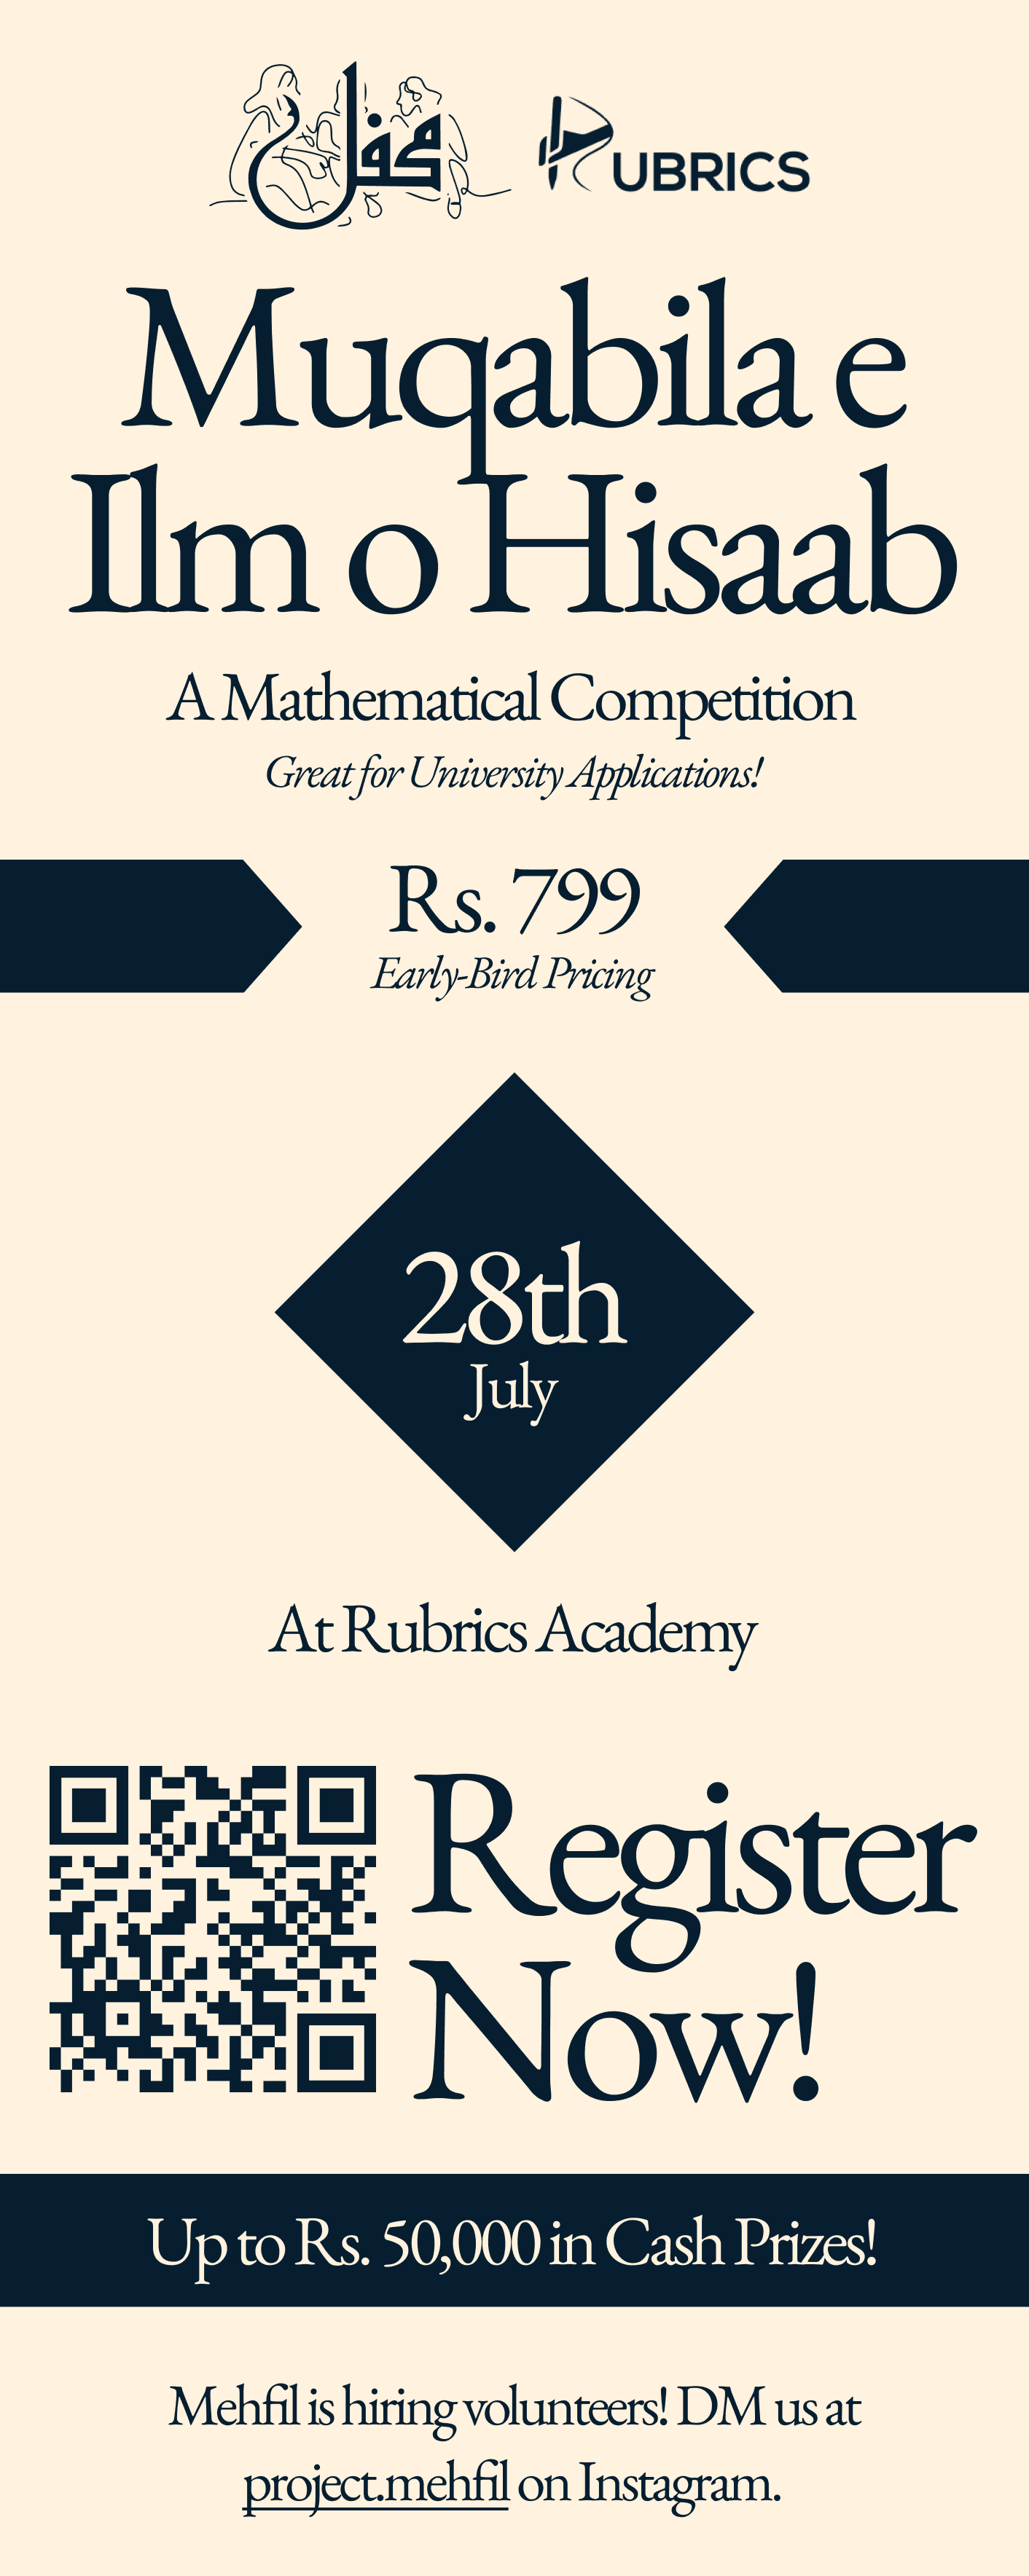 محفل
RUBRICS
Muqabila e
Ilm o Hisaab
A Mathematical Competition
Great for University Applications!
Rs. 799
Early-Bird Pricing
28th
July
At Rubrics Academy
Register
Now!
Up to Rs. 50,000 in Cash Prizes!
Mehfil is hiring volunteers! DM us at
project.mehfil on Instagram.